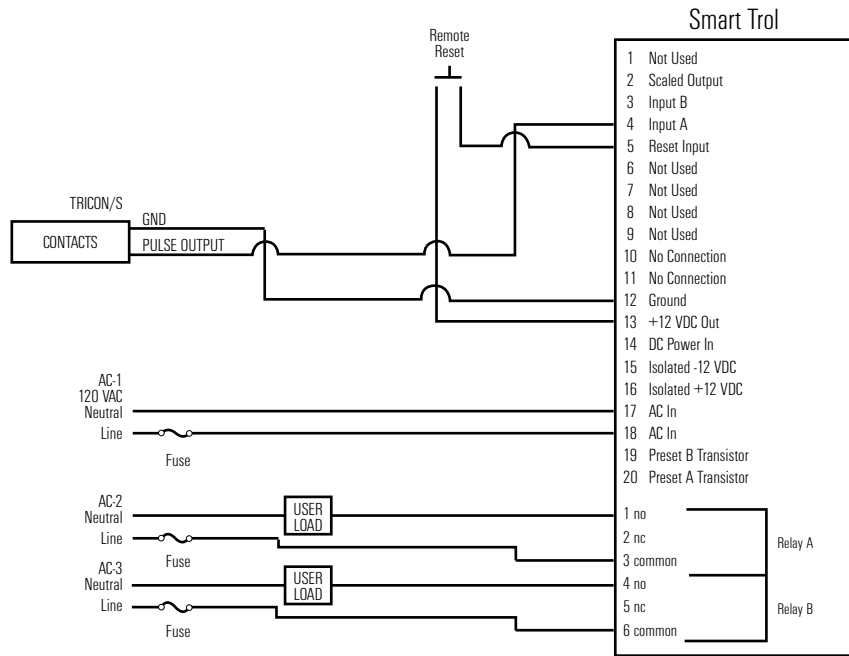 Smart Trol
Remote
Reset
1 Not Used
2 Scaled Output
3 Input B
4 Input A
5 Reset Input
6 Not Used
7 Not Used
8 Not Used
9 Not Used
10 No Connection
11 No Connection
12 Ground
13 +12 VDC Out
14 DC Power In
15 Isolated -12 VDC
16 Isolated +12 VDC
17 AC In
18 AC In
19 Preset B Transistor
20 Preset A Transistor
1 no
2 nc
3 common
4 no
5 nc
6 common
Relay A
Relay B
TRICON/S
CONTACTS
GND
PULSE OUTPUT
AC-1
120 VAC
Neutral
Line
Fuse
AC-2
Neutral
Line
Fuse
USER
LOAD
AC-3
Neutral
Line
Fuse
USER
LOAD